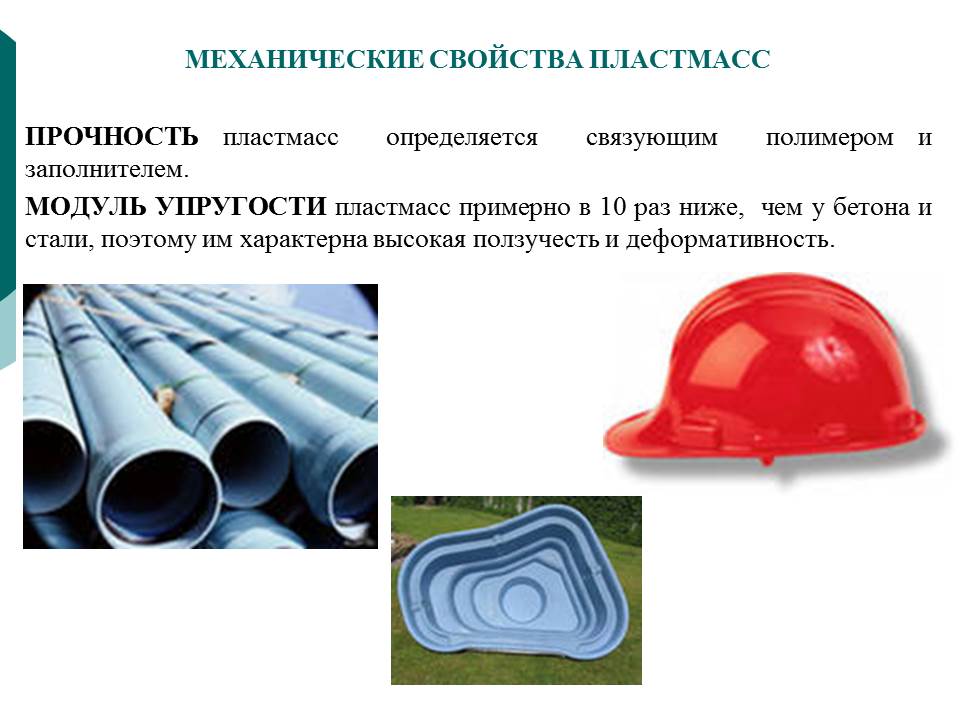 МЕХАНИЧЕСКИЕ СВОЙСТВА ПЛАСТМАСС
ПРОЧНОСТЬ пластмасс определяется связующим полимером и
заполнителем.
МОДУЛЬ УПРУГОСТИ пластмасс примерно в 10 раз ниже, чем у бетона и
стали, поэтому им характерна высокая ползучесть и деформативность.